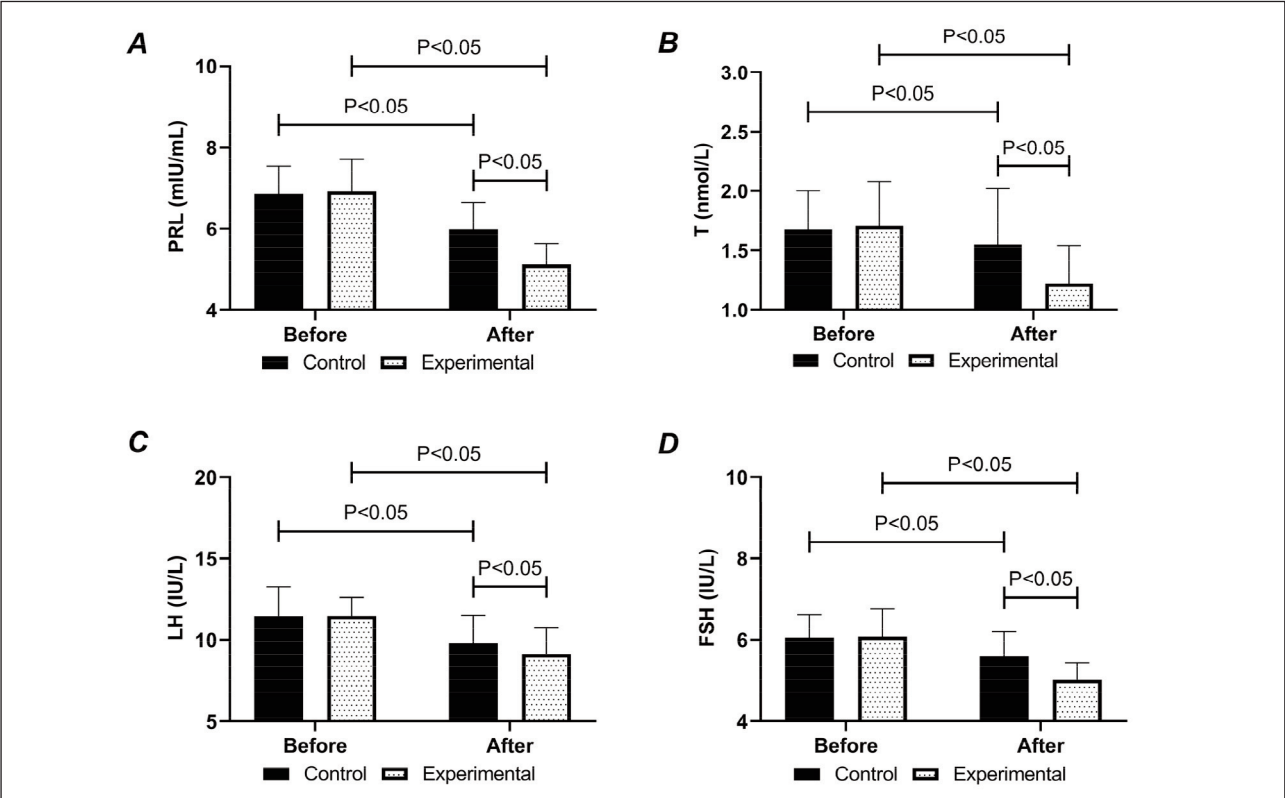 A
P<0.05
P<0.05
P<0.05
PRL (mIU/mL)
10
8
6
4
Before After
Control Experimental
B
P<0.05
P<0.05
P<0.05
T (nmol/L)
3.0
2.5
2.0
1.5
1.0
Before After
Control Experimental
C
P<0.05
P<0.05
P<0.05
LH (IU/L)
20
15
10
5
Before After
Control Experimental
D
P<0.05
P<0.05
P<0.05
FSH (IU/L)
10
8
6
4
Before After
Control Experimental